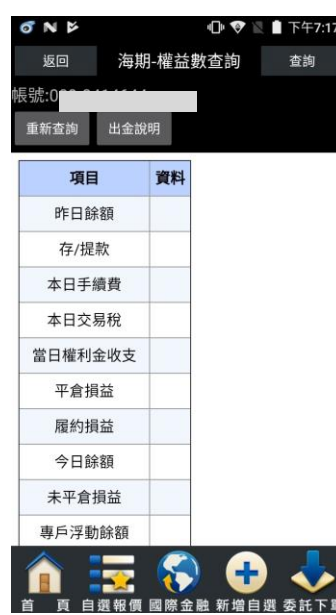 下午7:17
返回 海期-權益數查詢 查詢
帳號:0
重新查詢 出金說明
項目 資料
昨日餘額
存/提款
本日手續費
本日交易稅
當日權利金收支
平倉損益
履約損益
今日餘額
未平倉損益
專戶浮動餘額
首 頁 自選報價 國際金融 新增自選 委託下